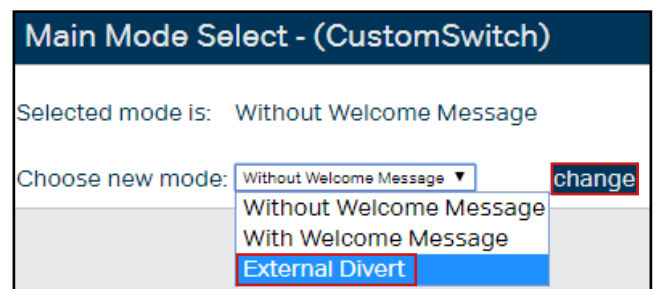 Main Mode Select - (CustomSwitch)
Selected mode is: Without Welcome Message
Choose new mode: Without Welcome Message ▼ change
Without Welcome Message
With Welcome Message
External Divert